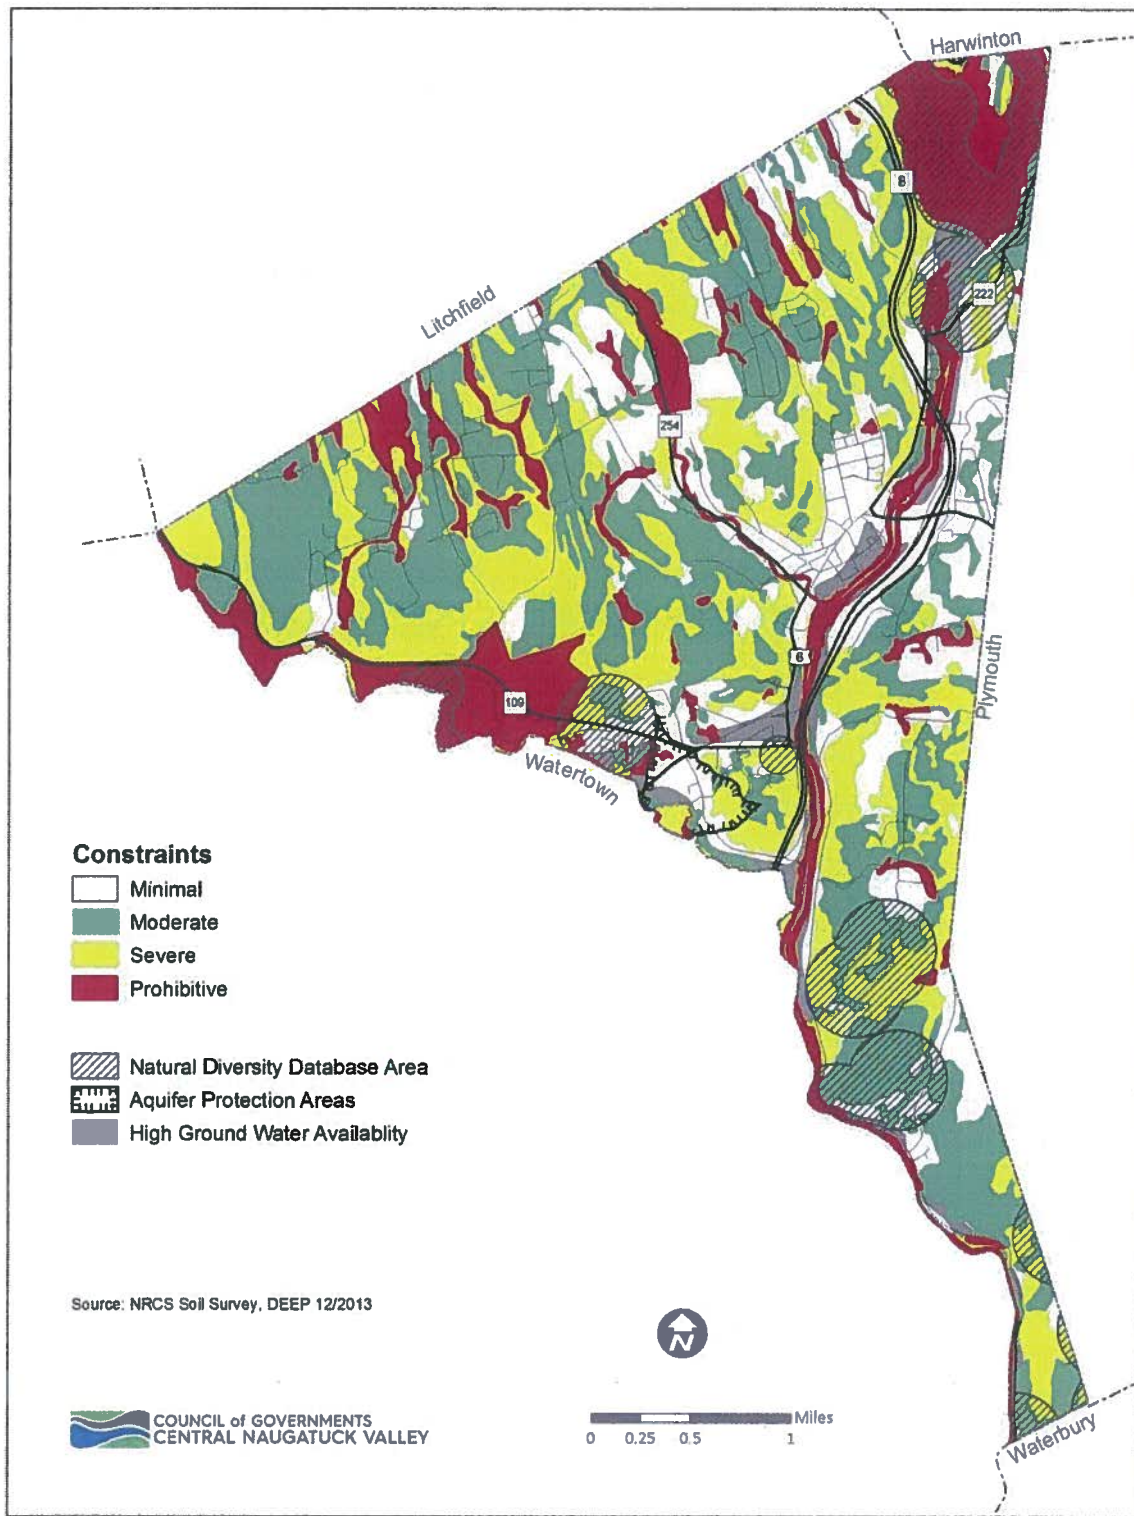 Harwinton
8
Litchfield
222
254
Plymouth
6
109
Watertown
Constraints
Minimal
Moderate
Severe
Prohibitive
Natural Diversity Database Area
Aquifer Protection Areas
High Ground Water Availablity
Source: NRCS Soil Survey, DEEP 12/2013
N
COUNCIL of GOVERNMENTS
CENTRAL NAUGATUCK VALLEY
Miles
0 0.25 0.5 1
Waterbury